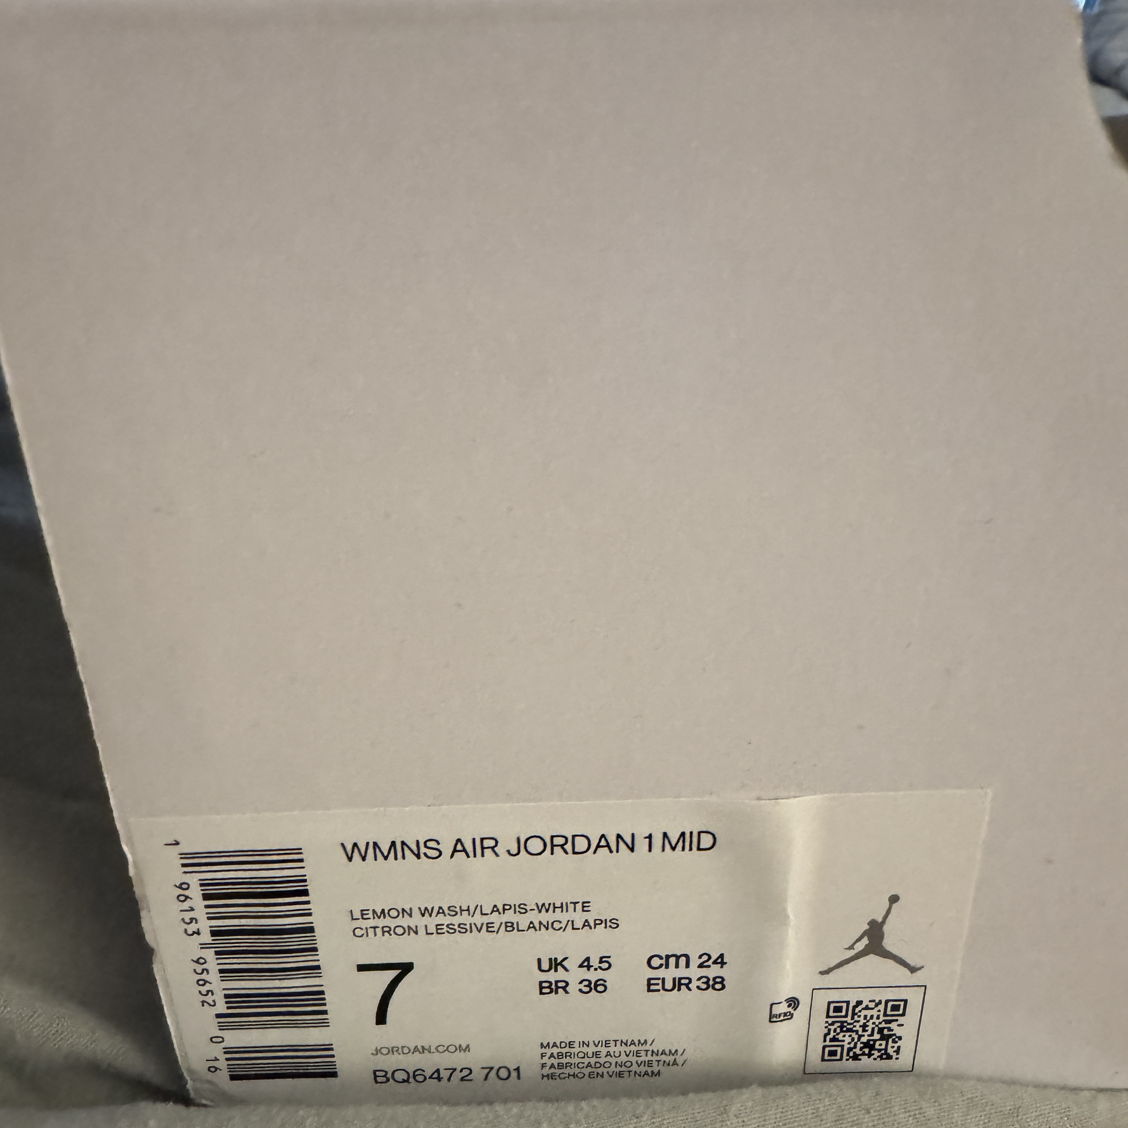 WMNS AIR JORDAN 1 MID
LEMON WASH/LAPIS-WHITE
CITRON LESSIVE/BLANC/LAPIS
7
UK 4.5
cm 24
BR 36
EUR 38
JORDAN.COM
BQ6472 701
MADE IN VIETNAM /
FABRIQUE AU VIETNAM /
FABRICADO NO VIETNÃ /
HECHO EN VIETNAM
RFID
1 96153 95652 0 16